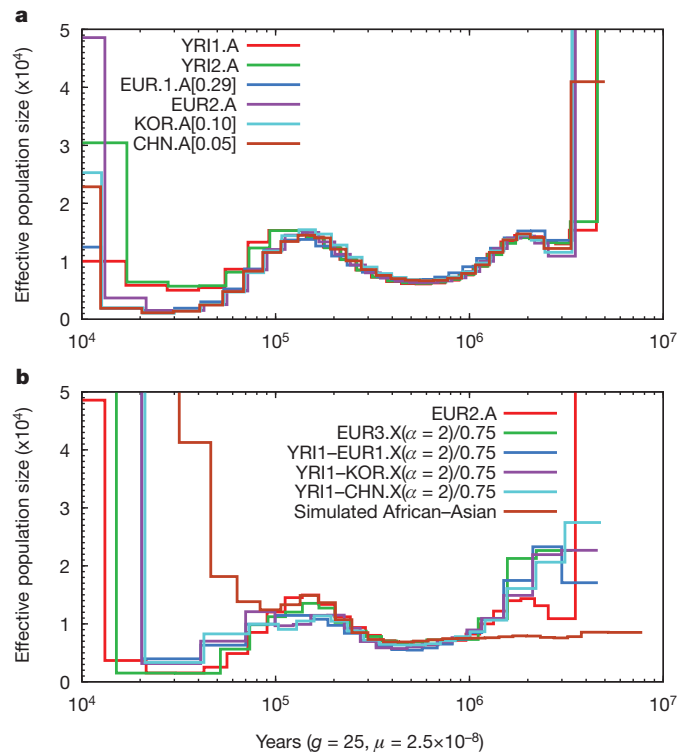 a
Effective population size (x10⁴)
5
4
3
2
1
0
YRI1.A
YRI2.A
EUR.1.A[0.29]
EUR2.A
KOR.A[0.10]
CHN.A[0.05]
10⁴ 10⁵ 10⁶ 10⁷
b
Effective population size (x10⁴)
5
4
3
2
1
0
EUR2.A
EUR3.X(α = 2)/0.75
YRI1–EUR1.X(α = 2)/0.75
YRI1–KOR.X(α = 2)/0.75
YRI1–CHN.X(α = 2)/0.75
Simulated African–Asian
10⁴ 10⁵ 10⁶ 10⁷
Years (g = 25, μ = 2.5×10⁻⁸)